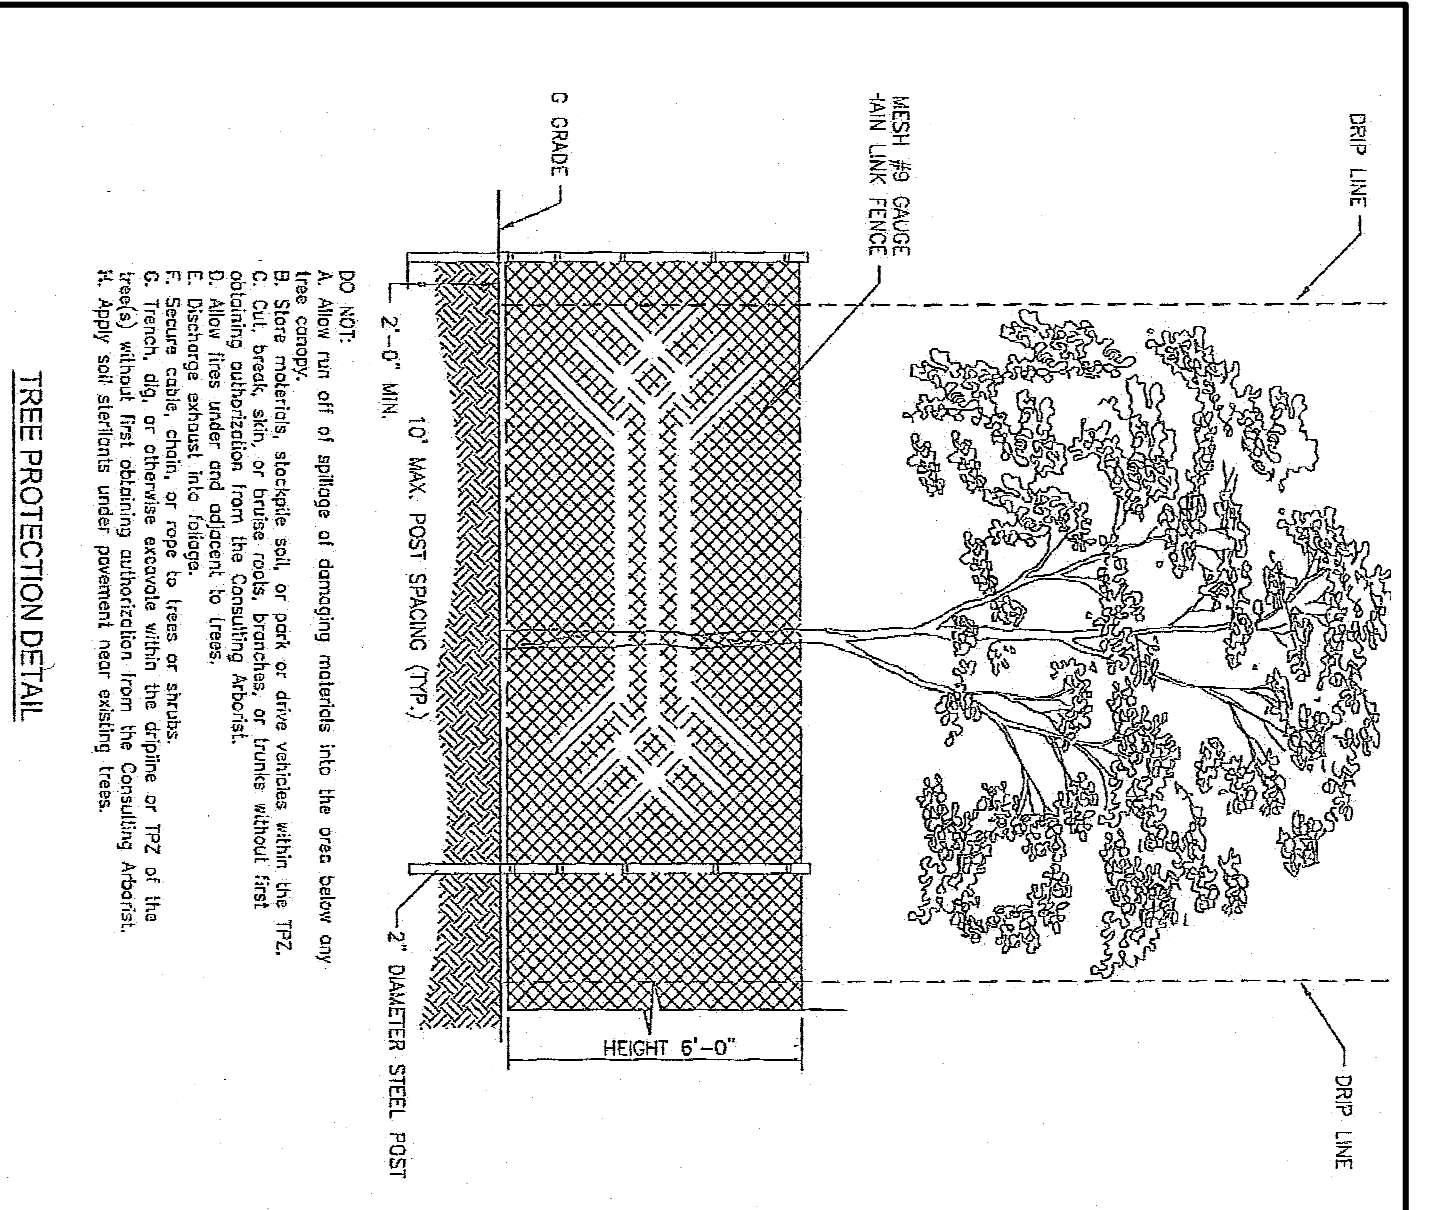 DRIP LINE
DRIP LINE
MESH #9 GAUGE
HAIN LINK FENCE
G GRADE
HEIGHT 6'-0"
2'-0" MIN.
10' MAX. POST SPACING (TYP.)
2" DIAMETER STEEL POST
DO NOT:
A. Allow run off of spillage of damaging materials into the area below any
tree canopy.
B. Store materials, stockpile soil, or park or drive vehicles within the TPZ.
C. Cut, break, skin, or bruise roots, branches, or trunks without first
obtaining authorization from the Consulting Arborist.
D. Allow fires under and adjacent to trees.
E. Discharge exhaust into foliage.
F. Secure cable, chain, or rope to trees or shrubs.
G. Trench, dig, or otherwise excavate within the dripline or TPZ of the
tree(s) without first obtaining authorization from the Consulting Arborist.
H. Apply soil sterilants under pavement near existing trees.
TREE PROTECTION DETAIL